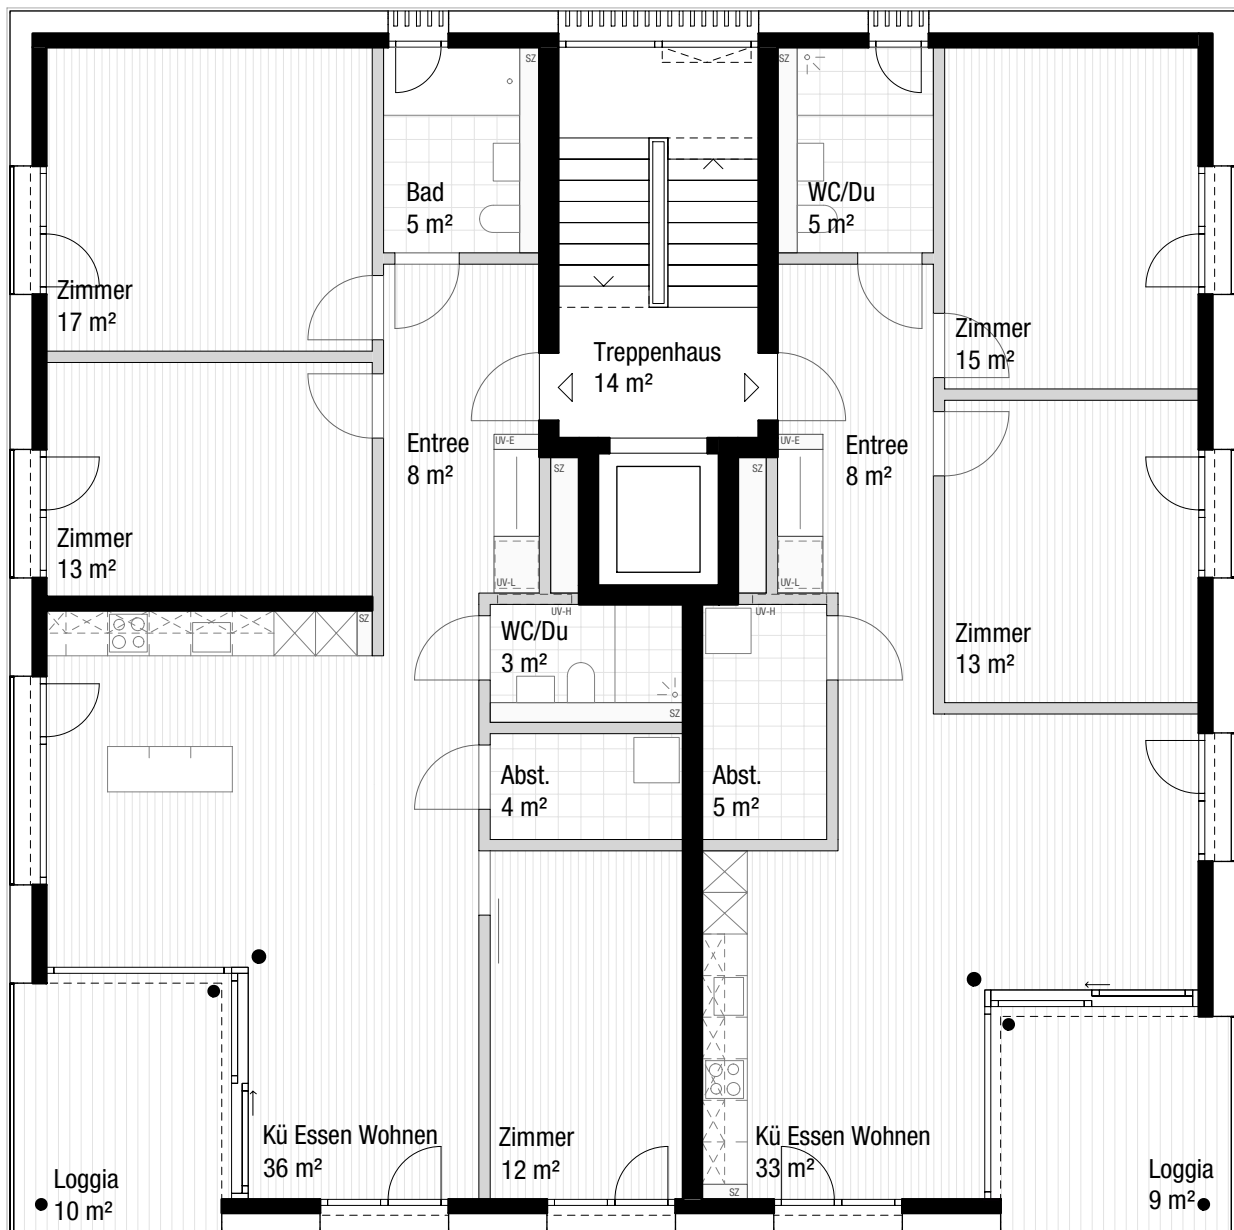 SZ
SZ
Bad
5 m²
WC/Du
5 m²
Zimmer
17 m²
Treppenhaus
14 m²
Zimmer
15 m²
Entree
8 m²
UV-E
SZ
UV-E
SZ
Entree
8 m²
Zimmer
13 m²
UV-L
UV-L
UV-H
UV-H
SZ
WC/Du
3 m²
SZ
Zimmer
13 m²
Abst.
4 m²
Abst.
5 m²
Kü Essen Wohnen
36 m²
Zimmer
12 m²
Kü Essen Wohnen
33 m²
SZ
Loggia
10 m²
Loggia
9 m²